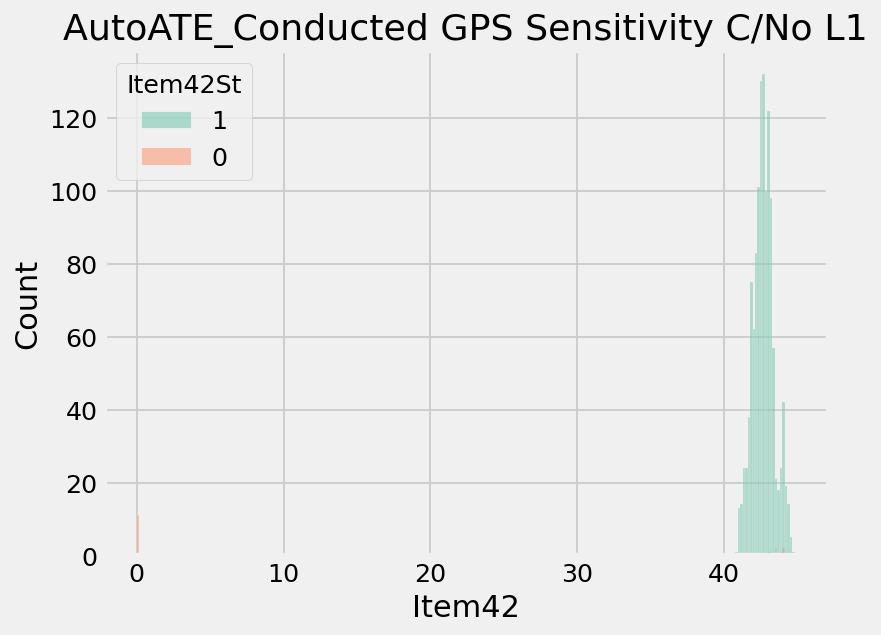 AutoATE_Conducted GPS Sensitivity C/No L1
Item42St
1
0
120
100
80
60
40
20
0
Count
0 10 20 30 40
Item42